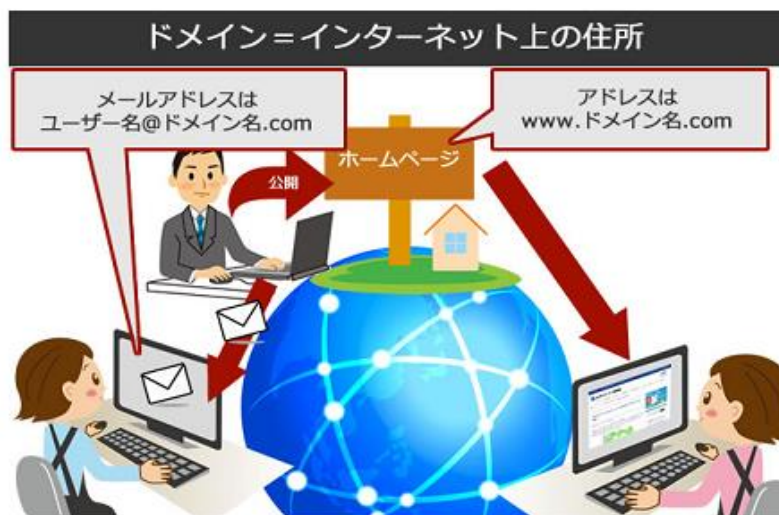 ドメイン＝インターネット上の住所
メールアドレスは
ユーザー名@ドメイン名.com
アドレスは
www.ドメイン名.com
ホームページ
公開